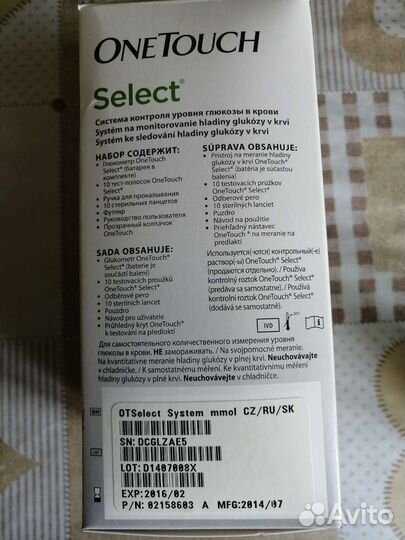 ONETOUCH
Select®
Система контроля уровня глюкозы в крови
Systém na monitorovanie hladiny glukózy v krvi
Systém ke sledování hladiny glukózy v krvi
НАБОР СОДЕРЖИТ:
• Глюкометр OneTouch
Select® (батарея в
комплекте)
• 10 тест-полосок OneTouch
Select®
• Ручка для прокалывания
• 10 стерильных ланцетов
• Футляр
• Руководство пользователя
• Прозрачный колпачок
OneTouch®
SADA OBSAHUJE:
• Glukometr OneTouch®
Select® (baterie je
součástí balení)
• 10 testovacích proužků
OneTouch® Select®
• Odběrové pero
• 10 sterilních lancet
• Pouzdro
• Návod pro uživatele
• Průhledný kryt OneTouch®
k měření na předloktí
SÚPRAVA OBSAHUJE:
• Prístroj na meranie hladiny
glukózy v krvi OneTouch®
Select® (batéria je súčasťou
balenia)
• 10 testovacích prúžkov
OneTouch® Select®
• Odberové pero
• 10 sterilných lanciet
• Puzdro
• Návod na použitie
• Priehľadný nástavec
OneTouch® na meranie na
predlaktí
Используется(-ются) контрольный(-е)
раствор(-ы) OneTouch® Select®
(продаются отдельно). / Používa
kontrolný roztok OneTouch® Select®
(predáva sa samostatne). / Používá
kontrolní roztok OneTouch® Select®
(dodává se samostatně).
IVD
30°C
i
Для самостоятельного количественного измерения уровня
глюкозы в крови. НЕ замораживать. / Na svojpomocné meranie.
Na kvantitatívne meranie hladiny glukózy v plnej krvi. Neuchovávajte
v chladničke. / Ke kvantitativnímu měření
hladiny glukózy v plné krvi. Neuchovávejte v chladničce.
SN
LOT
OTSelect System mmol CZ/RU/SK
SN: DCGLZAE5
LOT: D1407008X
EXP: 2016/02
P/N: 02158603 A MFG: 2014/07
Avito